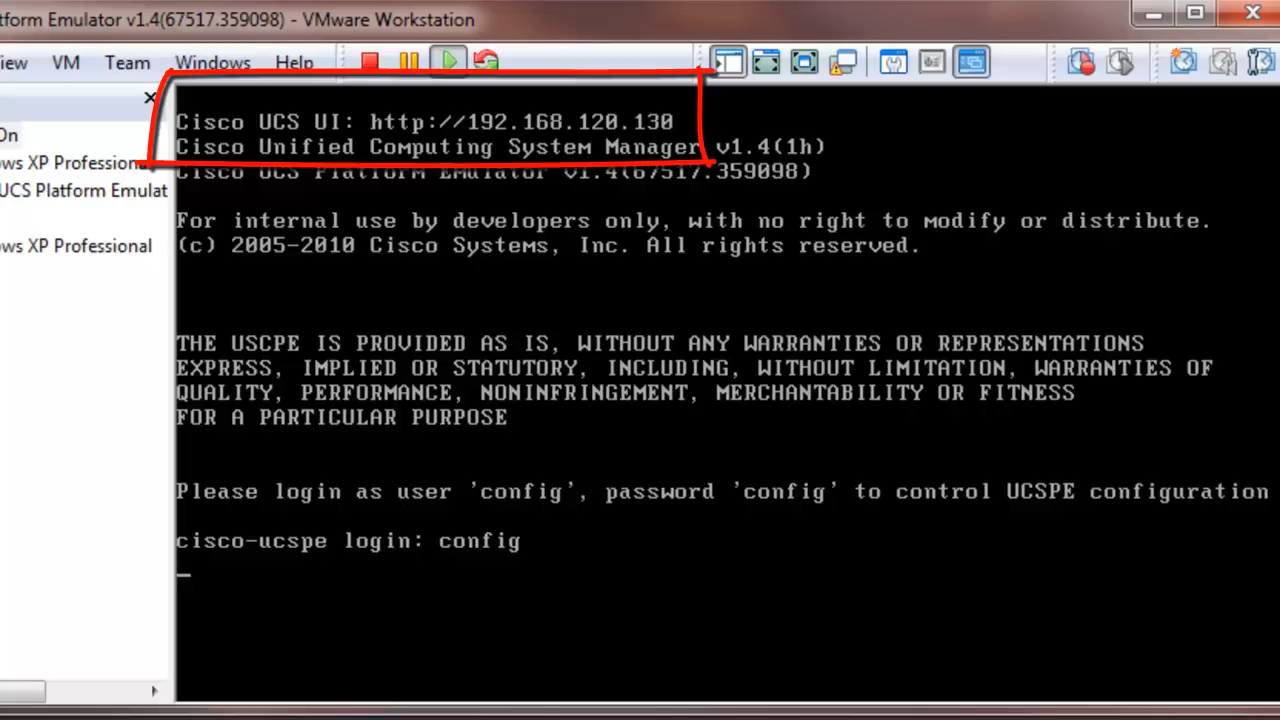 tform Emulator v1.4(67517.359098) - VMware Workstation
iew VM Team Windows Help
On
ws XP Professional
UCS Platform Emulat
ws XP Professional
Cisco UCS UI: http://192.168.120.130
Cisco Unified Computing System Manager v1.4(1h)
Cisco UCS Platform Emulator v1.4(67517.359098)
For internal use by developers only, with no right to modify or distribute.
(c) 2005-2010 Cisco Systems, Inc. All rights reserved.
THE USCPE IS PROVIDED AS IS, WITHOUT ANY WARRANTIES OR REPRESENTATIONS
EXPRESS, IMPLIED OR STATUTORY, INCLUDING, WITHOUT LIMITATION, WARRANTIES OF
QUALITY, PERFORMANCE, NONINFRINGEMENT, MERCHANTABILITY OR FITNESS
FOR A PARTICULAR PURPOSE
Please login as user 'config', password 'config' to control UCSPE configuration
cisco-ucspe login: config